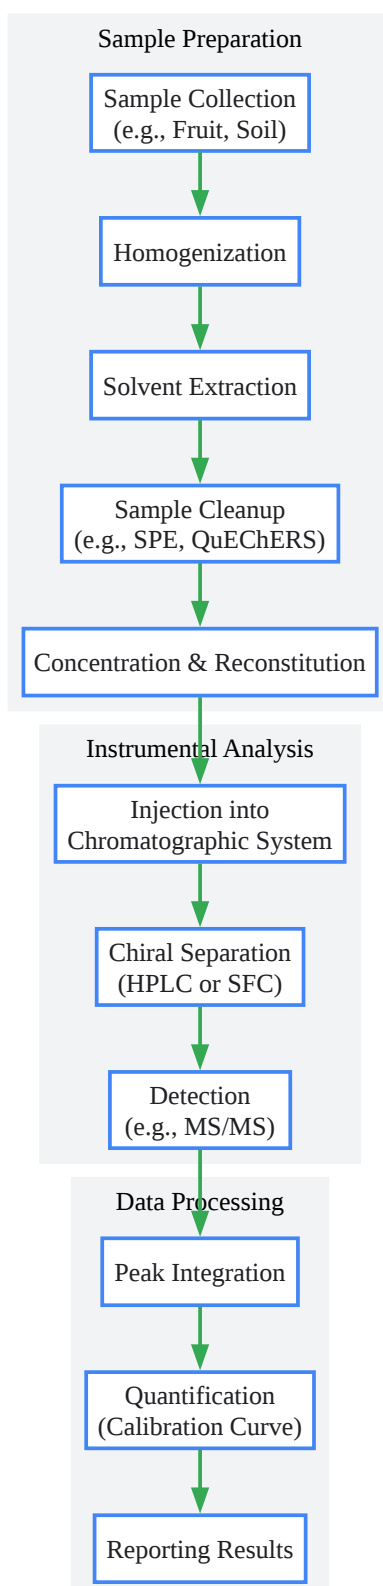 Sample Preparation
Sample Collection
(e.g., Fruit, Soil)
Homogenization
Solvent Extraction
Sample Cleanup
(e.g., SPE, QuEChERS)
Concentration & Reconstitution
Instrumental Analysis
Injection into
Chromatographic System
Chiral Separation
(HPLC or SFC)
Detection
(e.g., MS/MS)
Data Processing
Peak Integration
Quantification
(Calibration Curve)
Reporting Results